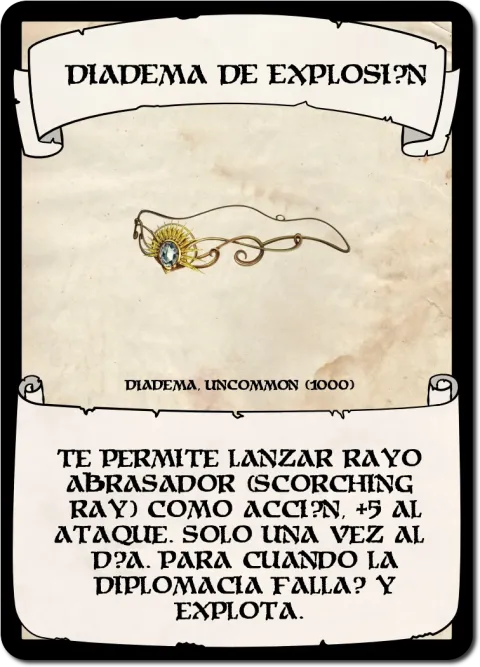 DIADEMA DE EXPLOSI?N
DIADEMA, UNCOMMON (1000)
TE PERMITE LANZAR RAYO
ABRASADOR (SCORCHING
RAY) COMO ACCI?N, +5 AL
ATAQUE. SOLO UNA VEZ AL
D?A. PARA CUANDO LA
DIPLOMACIA FALLA? Y
EXPLOTA.